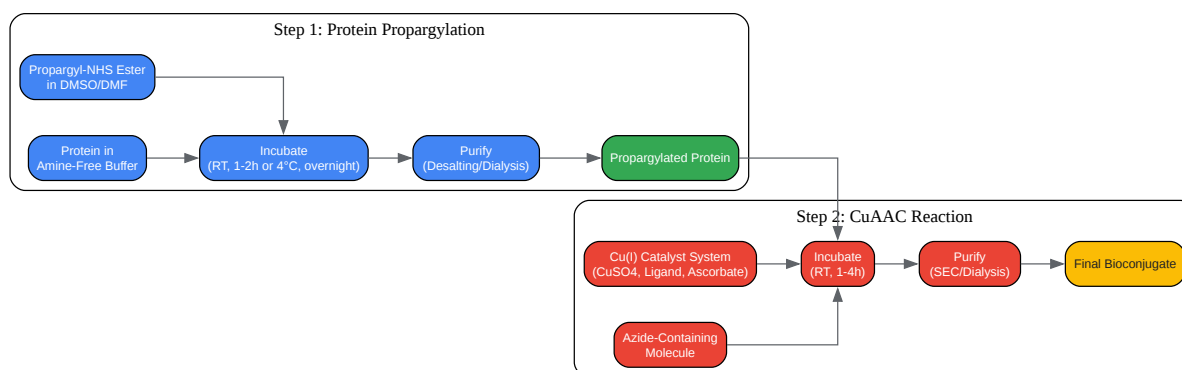 Step 1: Protein Propargylation
Propargyl-NHS Ester
in DMSO/DMF
Protein in
Amine-Free Buffer
Incubate
(RT, 1-2h or 4°C, overnight)
Purify
(Desalting/Dialysis)
Propargylated Protein
Step 2: CuAAC Reaction
Cu(I) Catalyst System
(CuSO4, Ligand, Ascorbate)
Incubate
(RT, 1-4h)
Purify
(SEC/Dialysis)
Final Bioconjugate
Azide-Containing
Molecule